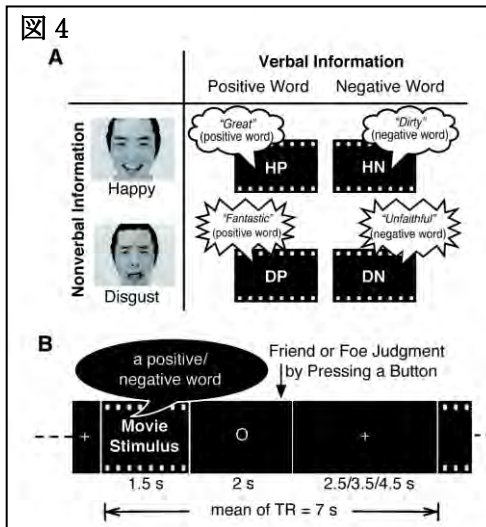 図 4
A
Verbal Information
Positive Word Negative Word
Nonverbal Information
Happy
"Great"
(positive word)
HP
"Dirty"
(negative word)
HN
Disgust
"Fantastic"
(positive word)
DP
"Unfaithful"
(negative word)
DN
B
a positive/
negative word
Friend or Foe Judgment
by Pressing a Button
+
Movie
Stimulus
O
+
1.5 s 2 s 2.5/3.5/4.5 s
mean of TR = 7 s